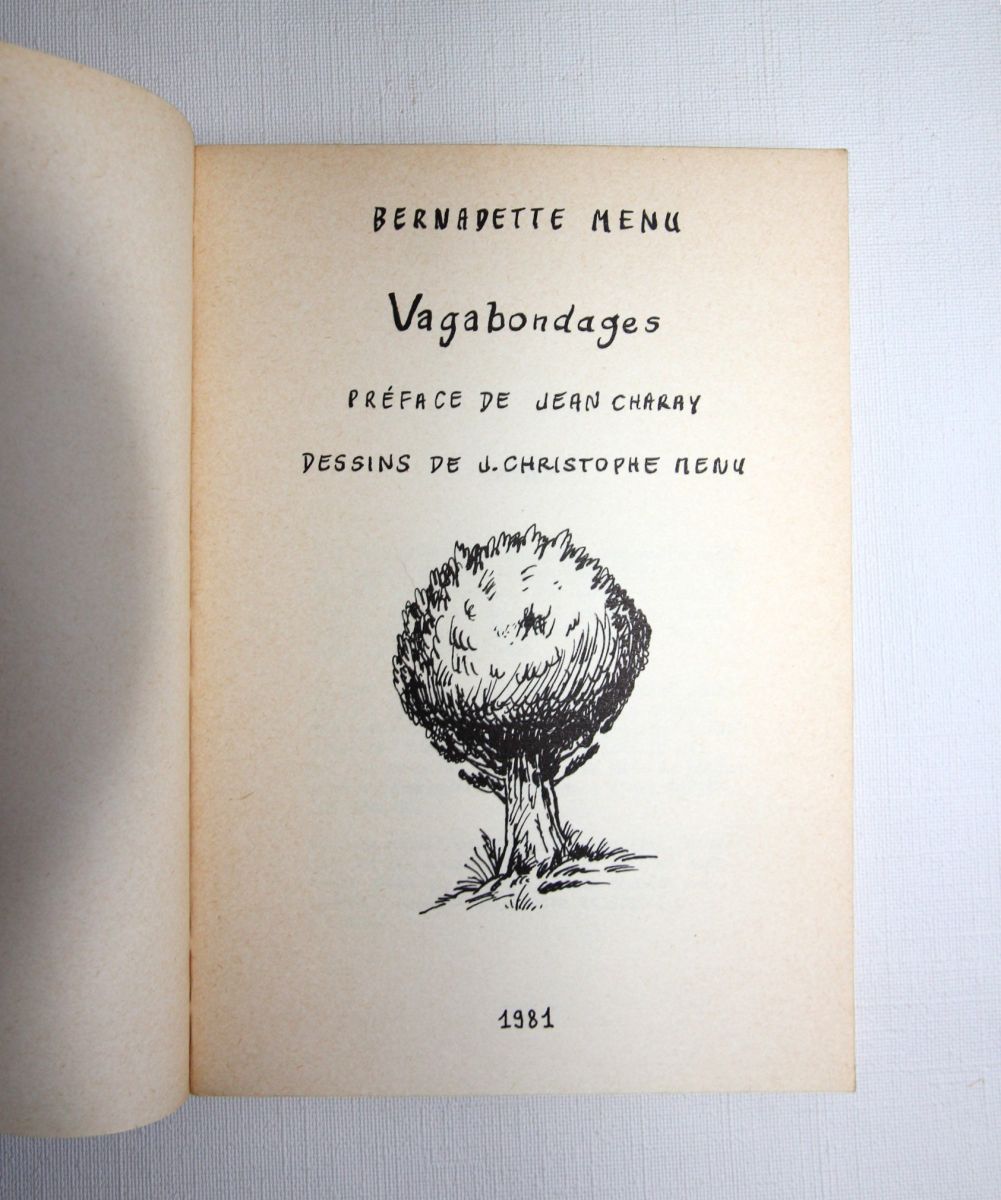 BERNADETTE MENU
Vagabondages
PRÉFACE DE JEAN CHARAY
DESSINS DE J. CHRISTOPHE MENU
1981